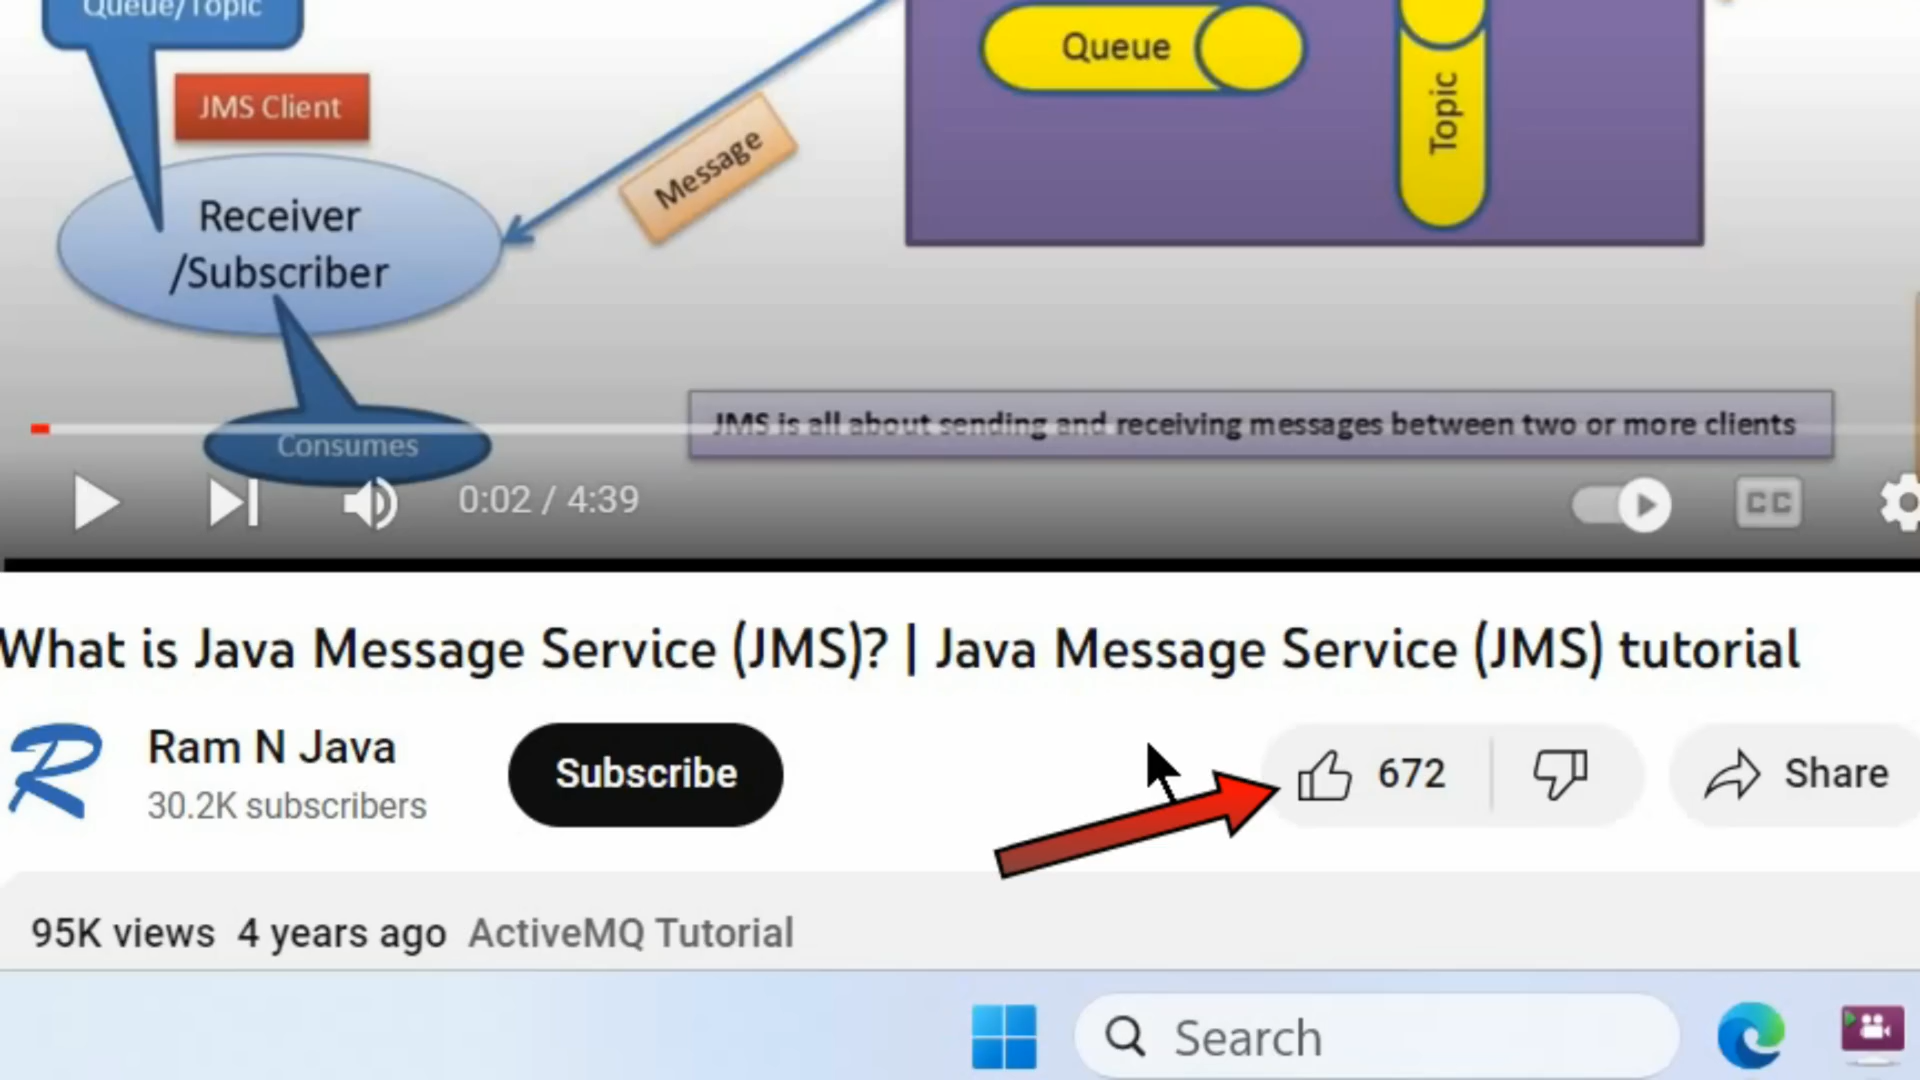 Queue/Topic
JMS Client
Receiver
/Subscriber
Message
Queue
Topic
Consumes
JMS is all about sending and receiving messages between two or more clients
0:02 / 4:39
CC
What is Java Message Service (JMS)? | Java Message Service (JMS) tutorial
R
Ram N Java
30.2K subscribers
Subscribe
672
Share
95K views 4 years ago ActiveMQ Tutorial
Search